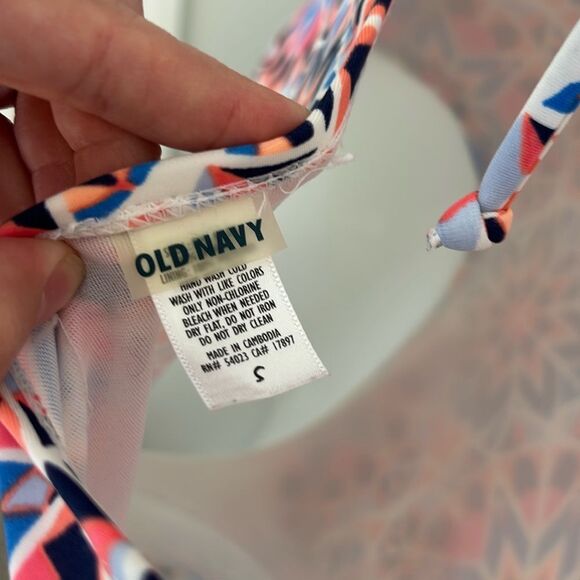 OLD NAVY
LINING:
HAND WASH COLD
WASH WITH LIKE COLORS
ONLY NON-CHLORINE
BLEACH WHEN NEEDED
DRY FLAT, DO NOT IRON
DO NOT DRY CLEAN
MADE IN CAMBODIA
RN# 54023 CA# 17897
S